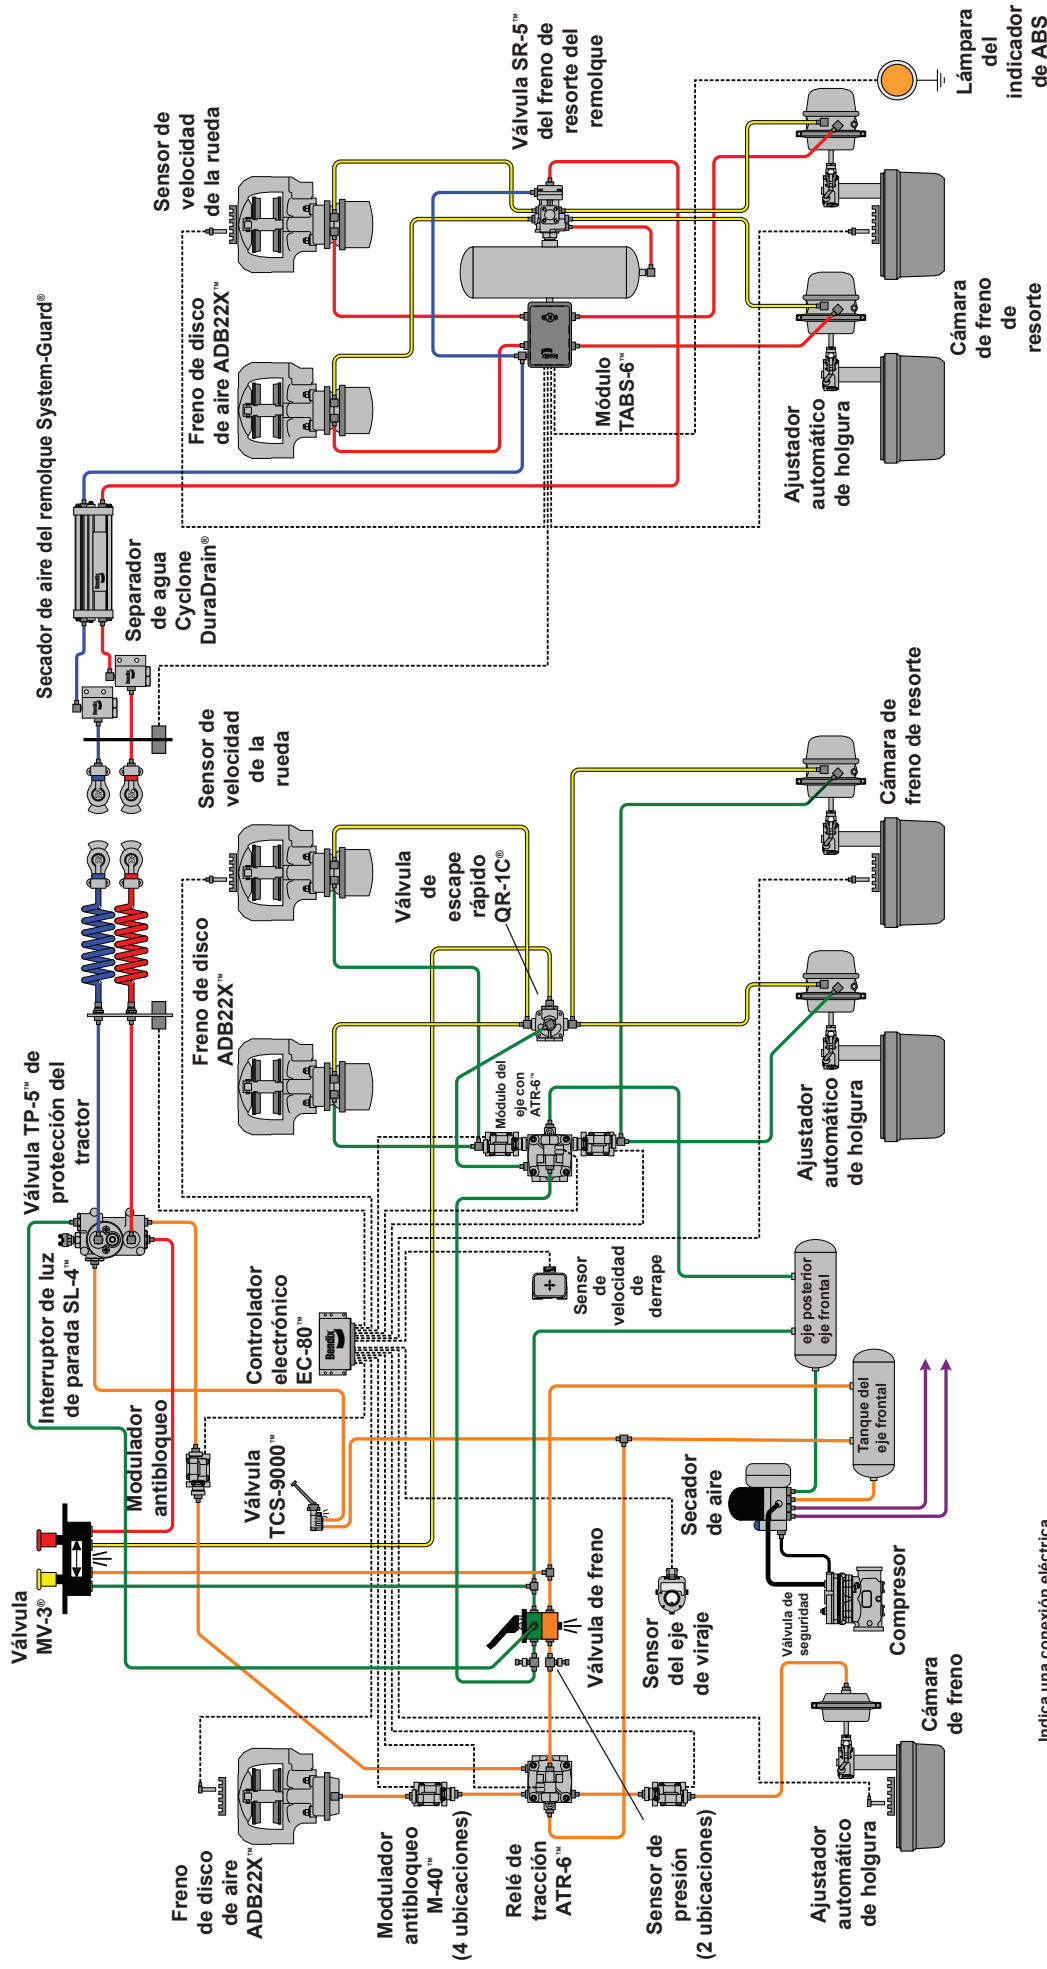 Secador de aire del remolque System-Guard®
Separador
de agua
Cyclone
DuraDrain®
Sensor de
velocidad
de la rueda
Freno de disco
de aire ADB22X™
Válvula SR-5™
del freno de
resorte del
remolque
Módulo
TABS-6™
Bendix
Ajustador
automático
de holgura
Cámara
de freno
de
resorte
Lámpara
del
indicador
de ABS
Válvula TP-5™ de
protección del
tractor
Sensor de
velocidad
de la
rueda
Freno de disco
ADB22X™
Válvula
de
escape
rápido
QR-1C®
Módulo del
eje con
ATR-6™
Cámara de
freno de resorte
Ajustador
automático
de holgura
Interruptor de luz
de parada SL-4™
Controlador
electrónico
EC-80™
Bendix
Sensor
de
velocidad
de
derrape
eje posterior
eje frontal
Tanque del
eje frontal
Válvula
MV-3®
Modulador
antibloqueo
Válvula
TCS-9000™
Válvula de freno
Sensor
del eje
de viraje
Secador
de aire
Válvula de
seguridad
Compresor
Freno
de disco
de aire
ADB22X™
Modulador
antibloqueo
M-40™
(4 ubicaciones)
Relé de
tracción
ATR-6™
Sensor de
presión
(2 ubicaciones)
Ajustador
automático
de holgura
Cámara
de freno
Indica una conexión eléctrica